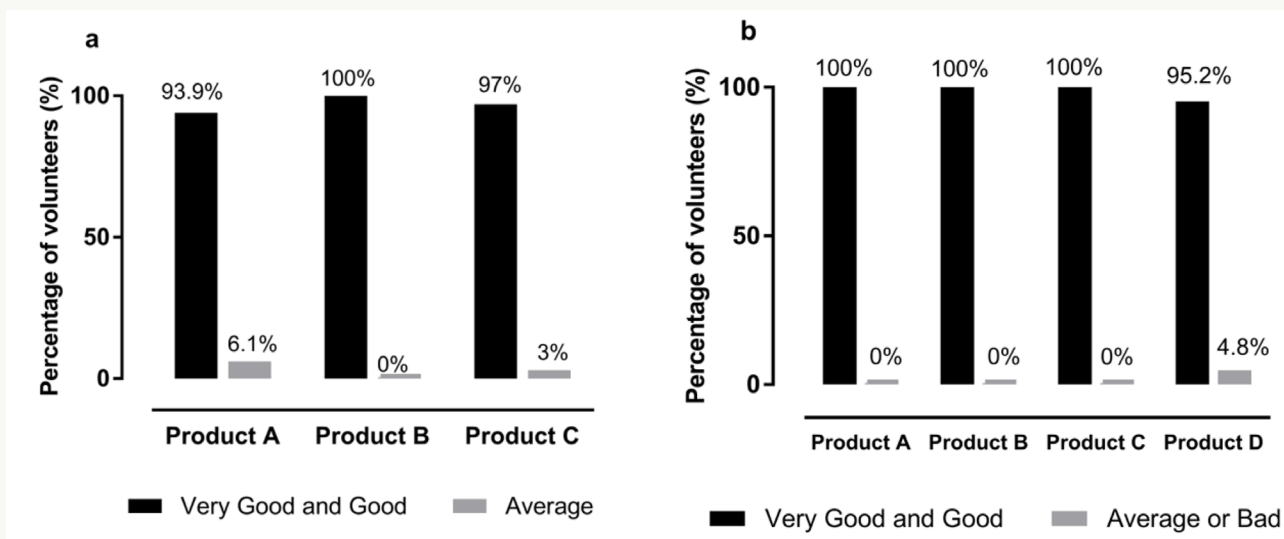 a
Percentage of volunteers (%)
100
50
0
93.9%
100%
97%
6.1%
0%
3%
Product A Product B Product C
Very Good and Good Average
b
Percentage of volunteers (%)
100
50
0
100% 100% 100% 95.2%
0% 0% 0% 4.8%
Product A Product B Product C Product D
Very Good and Good Average or Bad